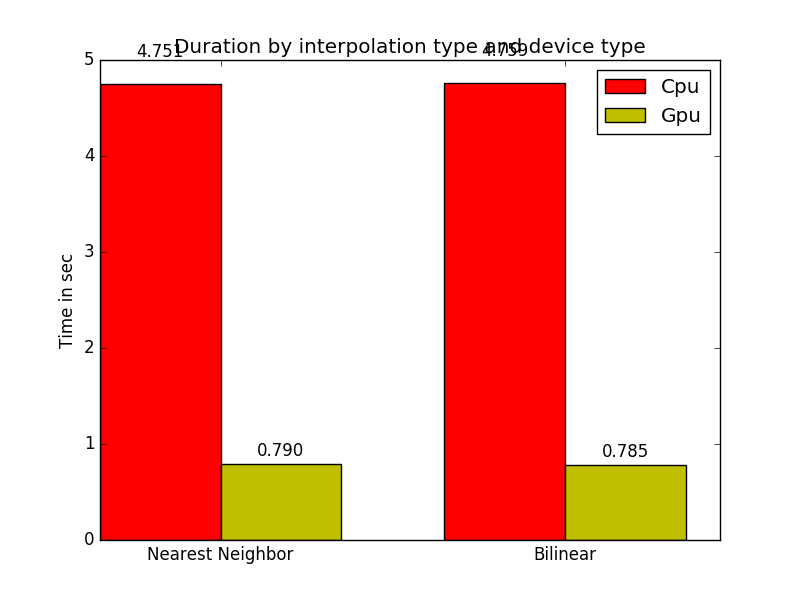 Duration by interpolation type and device type
4.751
4.759
Cpu
Gpu
5
4
3
2
1
0
Time in sec
0.790
0.785
Nearest Neighbor
Bilinear